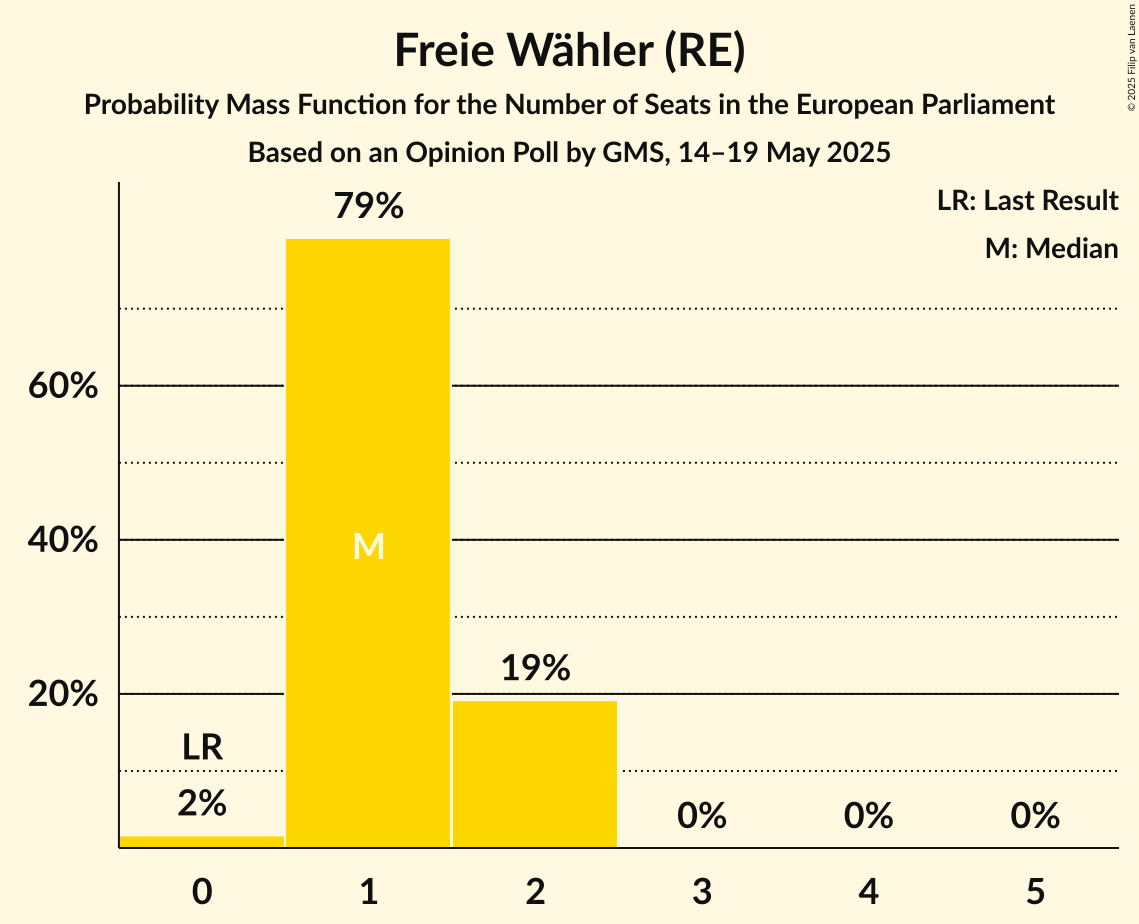 Freie Wähler (RE)
Probability Mass Function for the Number of Seats in the European Parliament
Based on an Opinion Poll by GMS, 14–19 May 2025
© 2025 Filip van Laenen
LR: Last Result
M: Median
79%
60%
M
40%
19%
20%
LR
2%
0%
0%
0%
0
1
2
3
4
5